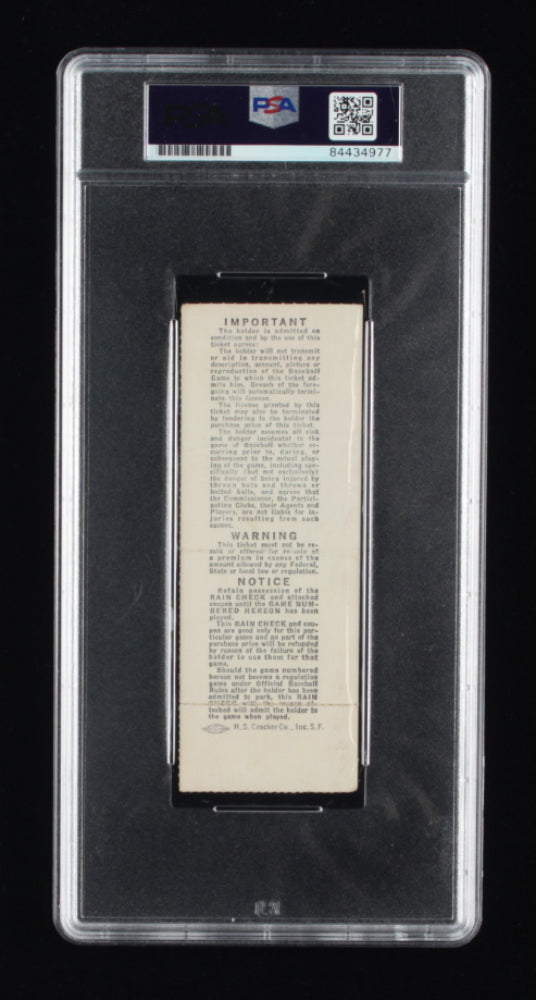 PSA
84434977
IMPORTANT
The holder is admitted on
condition and by the use of this
ticket agrees:
The holder will not transmit
or aid in transmitting any
description, account, picture or
reproduction of the Baseball
Game to which this ticket ad-
mits him. Breach of the fore-
going will automatically termi-
nate this license.
The license granted by this
ticket may also be terminated
by tendering to the holder the
purchase price of this ticket.
The holder assumes all risk
and danger incidental to the
game of Baseball whether oc-
curring prior to, during, or
subsequent to the actual play-
ing of the game, including spe-
cifically (but not exclusively)
the danger of being injured by
thrown bats and thrown or
batted balls, and agrees that
the Commissioner, the Partici-
pating Clubs, their Agents and
Players, are not liable for in-
juries resulting from such
causes.
WARNING
This ticket must not be re-
sold or offered for re-sale at
a premium in excess of the
amount allowed by any Federal,
State or local law or regulation.
NOTICE
Retain possession of the
RAIN CHECK and attached
coupon until the GAME NUM-
BERED HEREON has been
played.
This RAIN CHECK and cou-
pon are good only for this par-
ticular game and no part of the
purchase price will be refunded
by reason of the failure of the
holder to use them for that
game.
Should the game numbered
hereon not become a regulation
game under Official Baseball
Rules after the holder has been
admitted to park, this RAIN
CHECK with the coupon at-
tached will admit the holder to
the game when played.
H. S. Crocker Co., Inc. S.F.